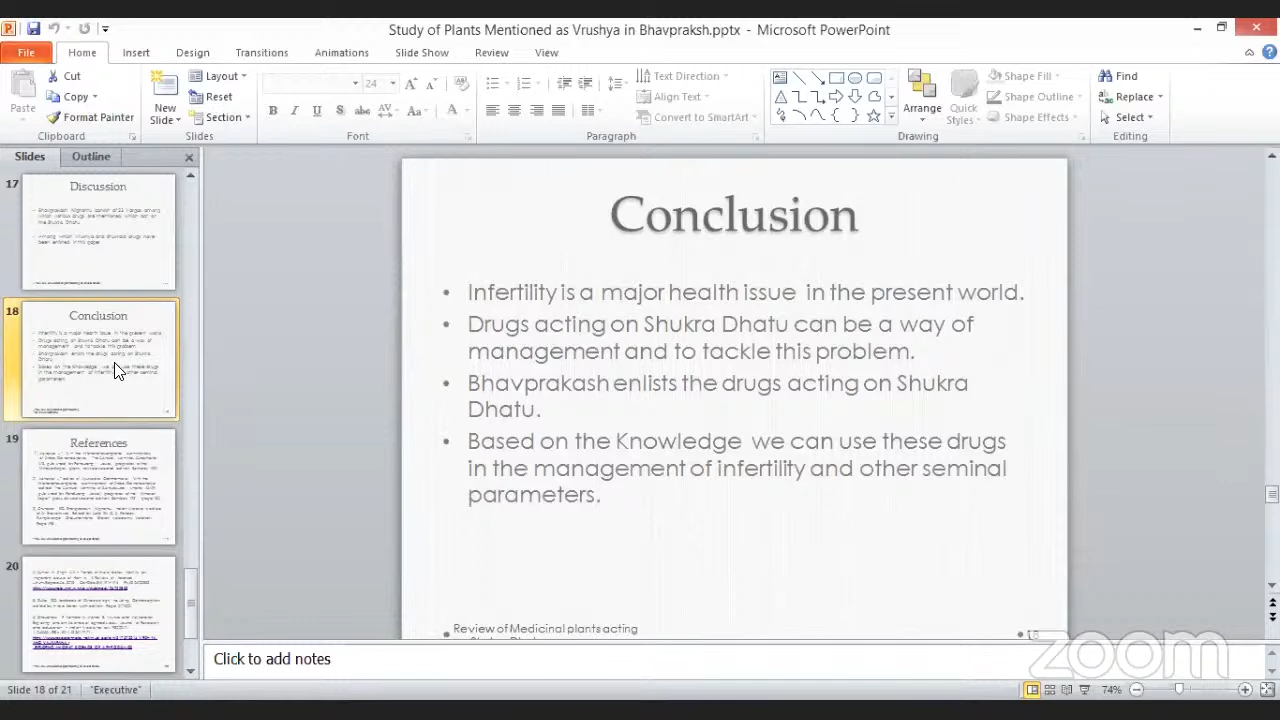 Study of Plants Mentioned as Vrushya in Bhavpraksh.pptx - Microsoft PowerPoint
File Home Insert Design Transitions Animations Slide Show Review View
Paste
Cut
Copy
Format Painter
Clipboard
New Slide
Layout
Reset
Section
Slides
24
Font
Text Direction
Align Text
Convert to SmartArt
Paragraph
Arrange
Quick Styles
Shape Fill
Shape Outline
Shape Effects
Drawing
Find
Replace
Select
Editing
Slides Outline
17
Discussion
18
Conclusion
19
References
20
Conclusion
• Infertility is a major health issue in the present world.
• Drugs acting on Shukra Dhatu can be a way of
management and to tackle this problem.
• Bhavprakash enlists the drugs acting on Shukra
Dhatu.
• Based on the Knowledge we can use these drugs
in the management of infertility and other seminal
parameters.
• Review of Medicinal plants acting
• 18
zoom
Click to add notes
Slide 18 of 21 "Executive" 74%